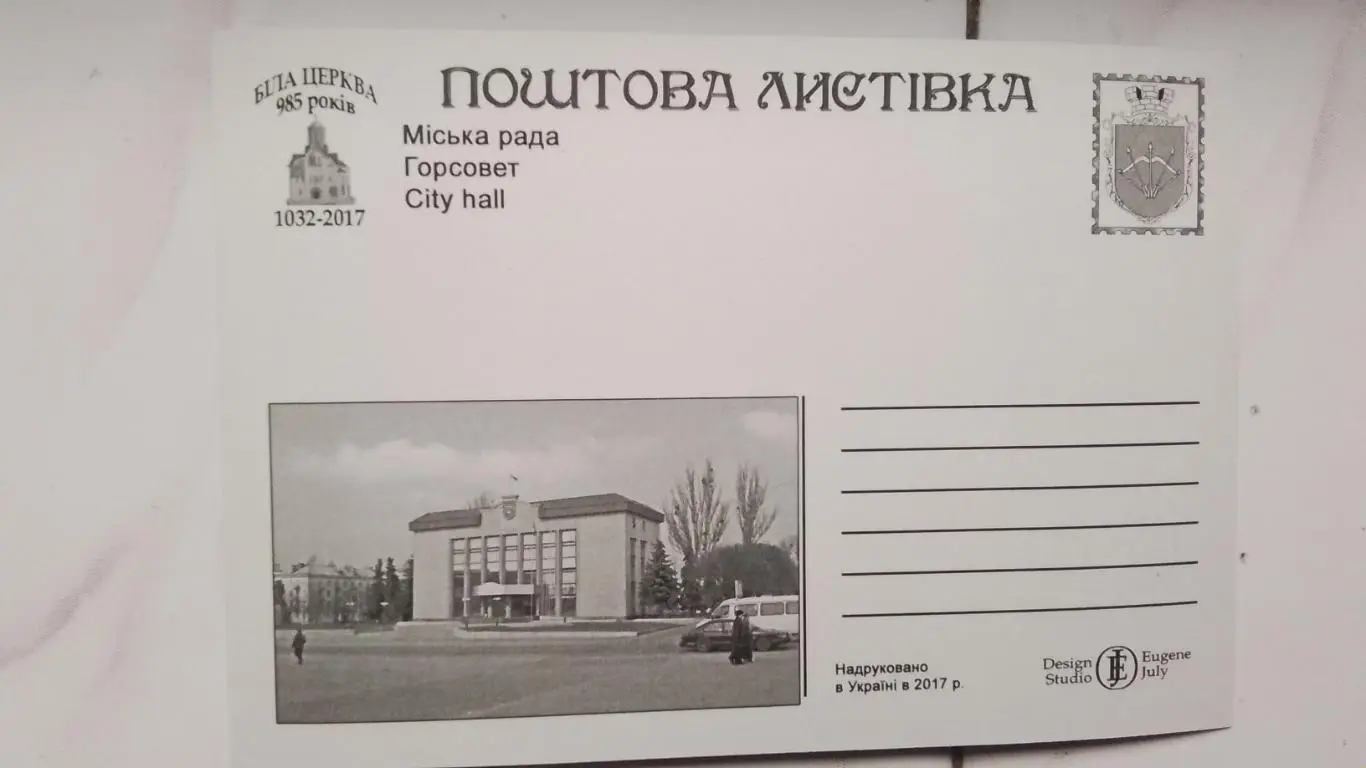 БІЛА ЦЕРКВА
985 років
1032-2017
ПОШТОВА ЛИСТІВКА
Міська рада
Горсовет
City hall
Надруковано
в Україні в 2017 р.
Design
Studio
Eugene
July